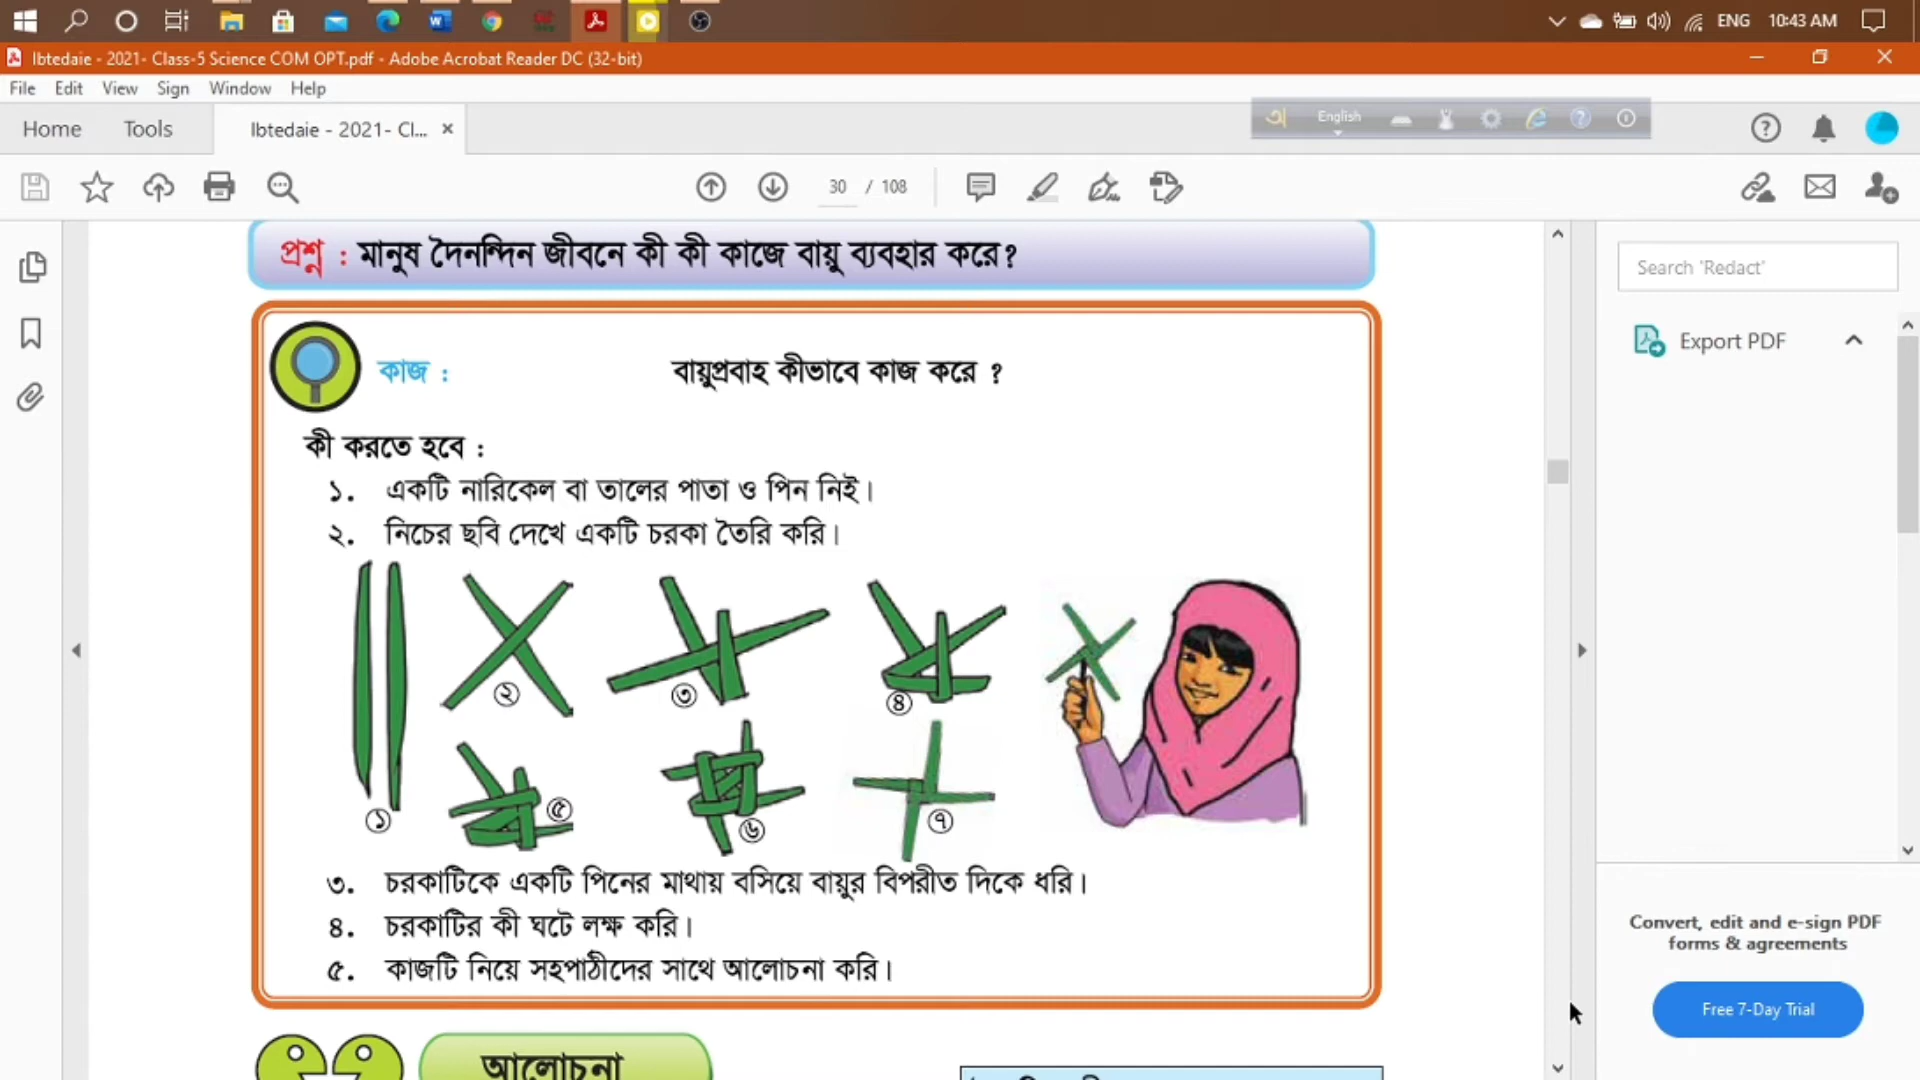 ENG 10:43 AM
Ibtedaie - 2021- Class-5 Science COM OPT.pdf - Adobe Acrobat Reader DC (32-bit)
File Edit View Sign Window Help
Home Tools Ibtedaie - 2021- Cl... English
30 / 108
প্রশ্ন : মানুষ দৈনন্দিন জীবনে কী কী কাজে বায়ু ব্যবহার করে?
Search 'Redact'
Export PDF
কাজ : বায়ুপ্রবাহ কীভাবে কাজ করে ?
কী করতে হবে :
১. একটি নারিকেল বা তালের পাতা ও পিন নিই।
২. নিচের ছবি দেখে একটি চরকা তৈরি করি।
১ ২ ৩ ৪
৫ ৬ ৭
৩. চরকাটিকে একটি পিনের মাথায় বসিয়ে বায়ুর বিপরীত দিকে ধরি।
৪. চরকাটির কী ঘটে লক্ষ করি।
৫. কাজটি নিয়ে সহপাঠীদের সাথে আলোচনা করি।
Convert, edit and e-sign PDF
forms & agreements
Free 7-Day Trial
আলোচনা